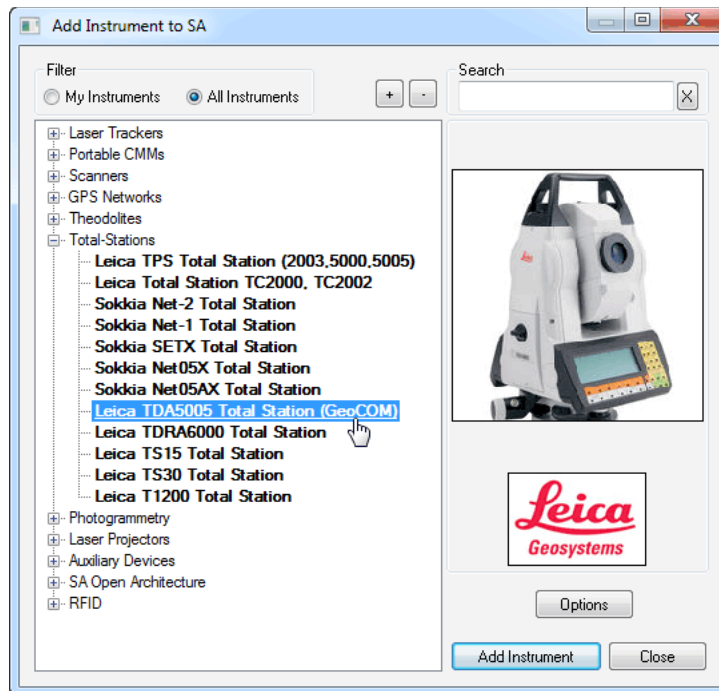 Add Instrument to SA
Filter
My Instruments
All Instruments
+
-
Search
X
Laser Trackers
Portable CMMs
Scanners
GPS Networks
Theodolites
Total-Stations
Leica TPS Total Station (2003,5000,5005)
Leica Total Station TC2000, TC2002
Sokkia Net-2 Total Station
Sokkia Net-1 Total Station
Sokkia SETX Total Station
Sokkia Net05X Total Station
Sokkia Net05AX Total Station
Leica TDA5005 Total Station (GeoCOM)
Leica TDRA6000 Total Station
Leica TS15 Total Station
Leica TS30 Total Station
Leica T1200 Total Station
Photogrammetry
Laser Projectors
Auxiliary Devices
SA Open Architecture
RFID
Leica
Leica
Geosystems
Options
Add Instrument
Close